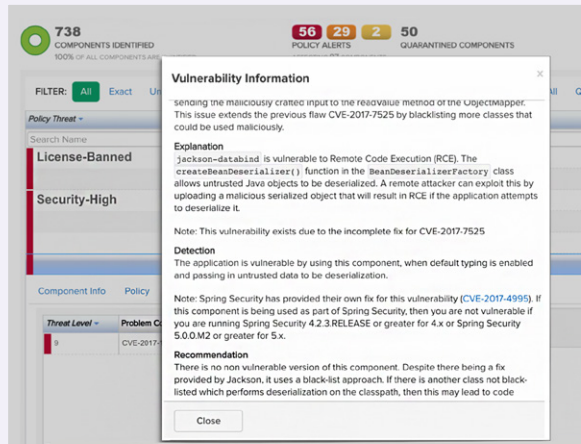 738
COMPONENTS IDENTIFIED
56 29 2
POLICY ALERTS
50
QUARANTINED COMPONENTS
FILTER: All Exact
Policy Threat
Search Name
License-Banned
Security-High
Component Info Policy
Threat Level
9
Vulnerability Information
x
sending the maliciously crafted input to the readValue method of the ObjectMapper.
This issue extends the previous flaw CVE-2017-7525 by blacklisting more classes that
could be used maliciously.
Explanation
jackson-databind is vulnerable to Remote Code Execution (RCE). The
createBeanDeserializer() function in the BeanDeserializerFactory class
allows untrusted Java objects to be deserialized. A remote attacker can exploit this by
uploading a malicious serialized object that will result in RCE if the application attempts
to deserialize it.
Note: This vulnerability exists due to the incomplete fix for CVE-2017-7525
Detection
The application is vulnerable by using this component, when default typing is enabled
and passing in untrusted data to be deserialization.
Note: Spring Security has provided their own fix for this vulnerability (CVE-2017-4995). If
this component is being used as part of Spring Security, then you are not vulnerable if
you are running Spring Security 4.2.3.RELEASE or greater for 4.x or Spring Security
5.0.0.M2 or greater for 5.x.
Recommendation
There is no non vulnerable version of this component. Despite there being a fix
provided by Jackson, it uses a black-list approach. If there is another class not black-
listed which performs deserialization on the classpath, then this may lead to code
Close